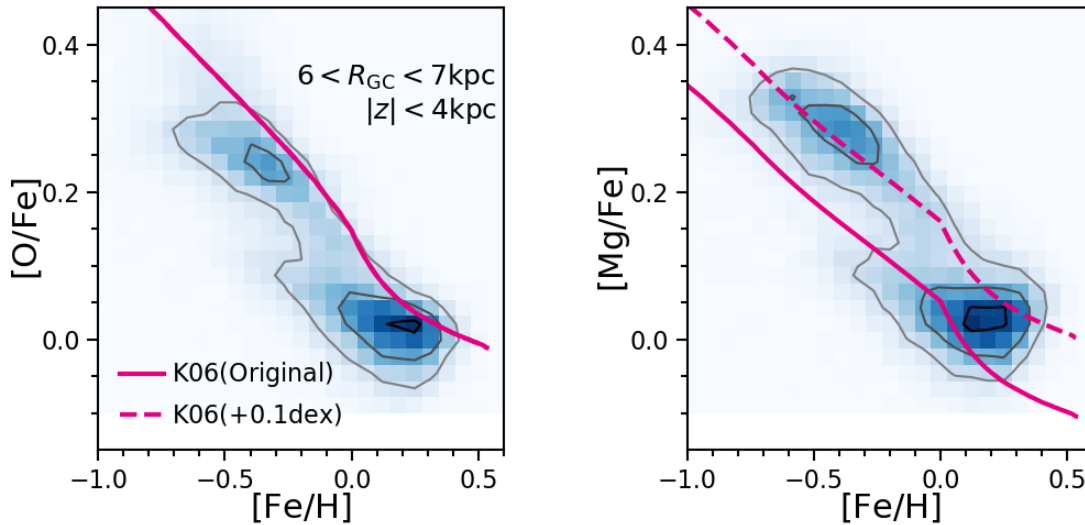 [O/Fe]
0.4
0.2
0.0
6 < R_GC < 7kpc
|z| < 4kpc
K06(Original)
K06(+0.1dex)
−1.0 −0.5 0.0 0.5
[Fe/H]
[Mg/Fe]
0.4
0.2
0.0
−1.0 −0.5 0.0 0.5
[Fe/H]